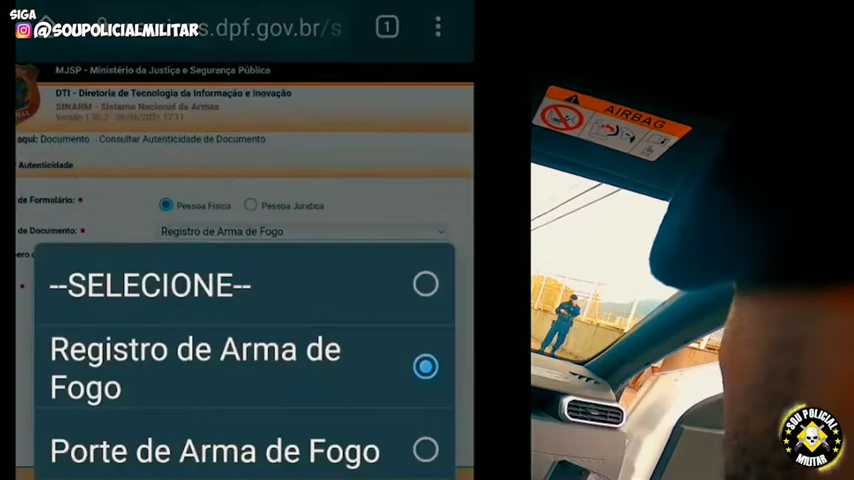 SIGA
@SOUPOLICIALMILITAR
s.dpf.gov.br/s
1
MJSP - Ministério da Justiça e Segurança Pública
DTI - Diretoria de Tecnologia da Informação e Inovação
SINARM - Sistema Nacional de Armas
aqui: Documento Consultar Autenticidade de Documento
Autenticidade
de Formulário:
Pessoa Física
Pessoa Jurídica
de Documento:
Registro de Arma de Fogo
--SELECIONE--
Registro de Arma de
Fogo
Porte de Arma de Fogo
AIRBAG
SOU POLICIAL
MILITAR